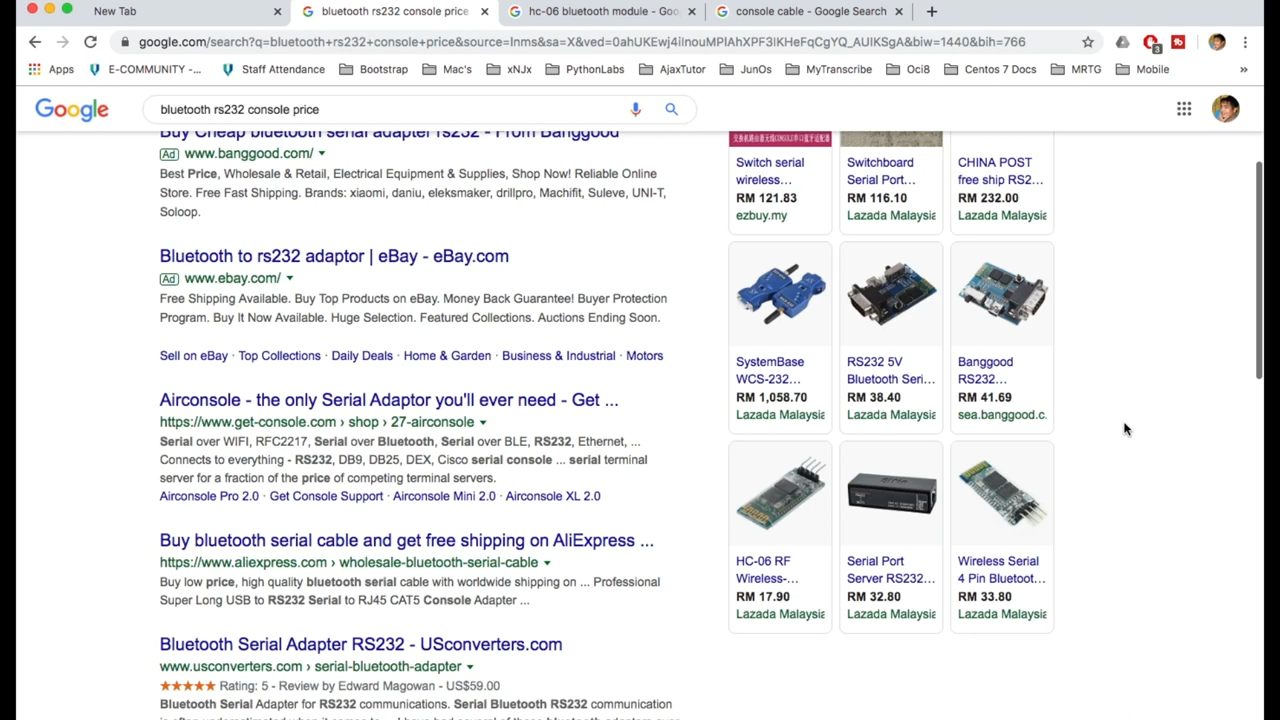 New Tab
bluetooth rs232 console price
hc-06 bluetooth module - Goo
console cable - Google Search
google.com/search?q=bluetooth+rs232+console+price&source=lnms&sa=X&ved=0ahUKEwj4iInouMPIAhXPF3IKHeFqCgYQ_AUIKSgA&biw=1440&bih=766
3
Apps
E-COMMUNITY -...
Staff Attendance
Bootstrap
Mac's
xNJx
PythonLabs
AjaxTutor
JunOs
MyTranscribe
Oci8
Centos 7 Docs
MRTG
Mobile
»
Google
bluetooth rs232 console price
Buy Cheap bluetooth serial adapter rs232 - From Banggood
Ad www.banggood.com/
Best Price, Wholesale & Retail, Electrical Equipment & Supplies, Shop Now! Reliable Online
Store. Free Fast Shipping. Brands: xiaomi, daniu, eleksmaker, drillpro, Machifit, Suleve, UNI-T,
Soloop.
Bluetooth to rs232 adaptor | eBay - eBay.com
Ad www.ebay.com/
Free Shipping Available. Buy Top Products on eBay. Money Back Guarantee! Buyer Protection
Program. Buy It Now Available. Huge Selection. Featured Collections. Auctions Ending Soon.
Sell on eBay · Top Collections · Daily Deals · Home & Garden · Business & Industrial · Motors
Airconsole - the only Serial Adaptor you'll ever need - Get ...
https://www.get-console.com › shop › 27-airconsole
Serial over WIFI, RFC2217, Serial over Bluetooth, Serial over BLE, RS232, Ethernet, ...
Connects to everything - RS232, DB9, DB25, DEX, Cisco serial console ... serial terminal
server for a fraction of the price of competing terminal servers.
Airconsole Pro 2.0 · Get Console Support · Airconsole Mini 2.0 · Airconsole XL 2.0
Buy bluetooth serial cable and get free shipping on AliExpress ...
https://www.aliexpress.com › wholesale-bluetooth-serial-cable
Buy low price, high quality bluetooth serial cable with worldwide shipping on ... Professional
Super Long USB to RS232 Serial to RJ45 CAT5 Console Adapter ...
Bluetooth Serial Adapter RS232 - USconverters.com
www.usconverters.com › serial-bluetooth-adapter
Rating: 5 - Review by Edward Magowan - US$59.00
Bluetooth Serial Adapter for RS232 communications. Serial Bluetooth RS232 communication
Switch serial
wireless...
RM 121.83
ezbuy.my
Switchboard
Serial Port...
RM 116.10
Lazada Malaysia
CHINA POST
free ship RS2...
RM 232.00
Lazada Malaysia
SystemBase
WCS-232...
RM 1,058.70
Lazada Malaysia
RS232 5V
Bluetooth Seri...
RM 38.40
Lazada Malaysia
Banggood
RS232...
RM 41.69
sea.banggood.c
HC-06 RF
Wireless-...
RM 17.90
Lazada Malaysia
Serial Port
Server RS232...
RM 32.80
Lazada Malaysia
Wireless Serial
4 Pin Bluetoot...
RM 33.80
Lazada Malaysia